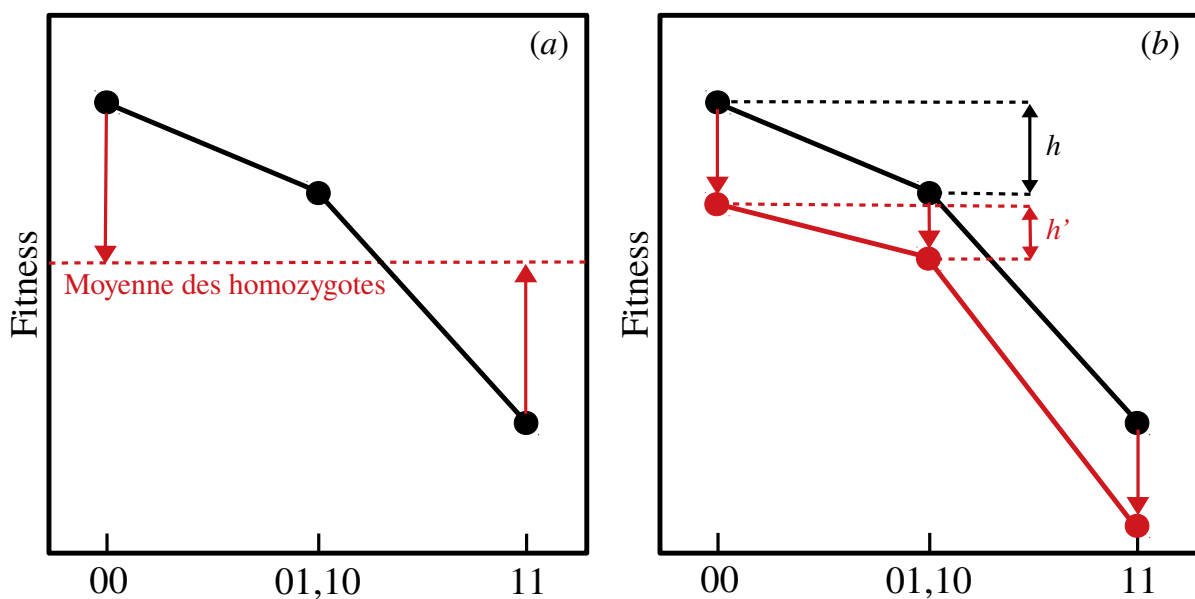 (a)
Fitness
Moyenne des homozygotes
00
01,10
11
(b)
Fitness
h
h’
00
01,10
11